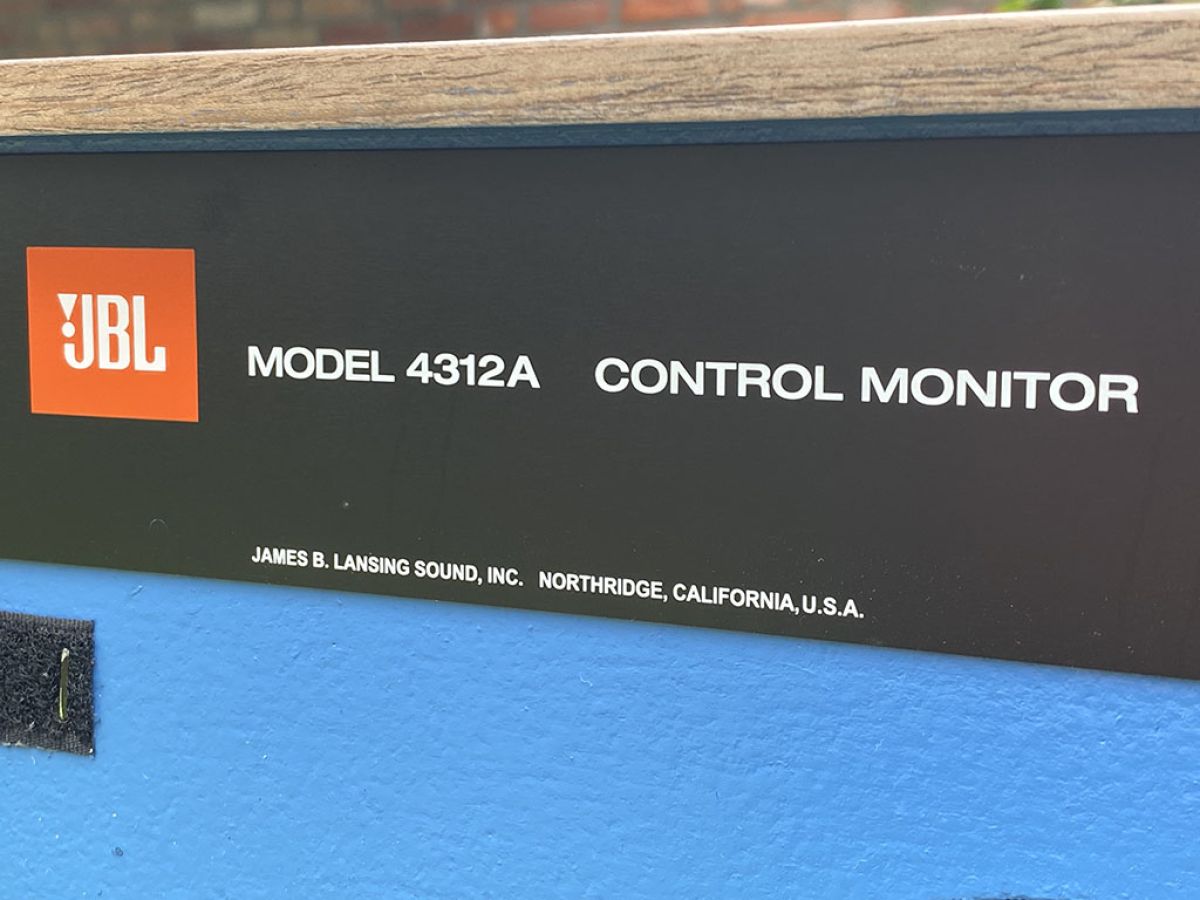 JBL
MODEL 4312A CONTROL MONITOR
JAMES B. LANSING SOUND, INC. NORTHRIDGE, CALIFORNIA, U.S.A.